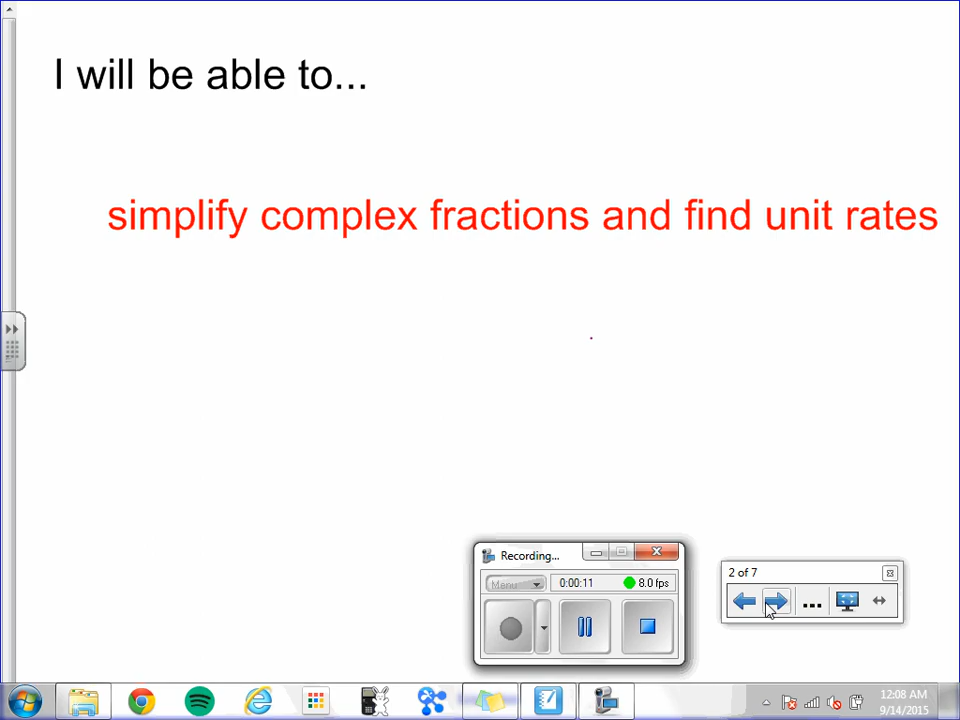 I will be able to...
simplify complex fractions and find unit rates
Recording...
Menu
0:00:11
8.0 fps
2 of 7
...
12:08 AM
9/14/2015